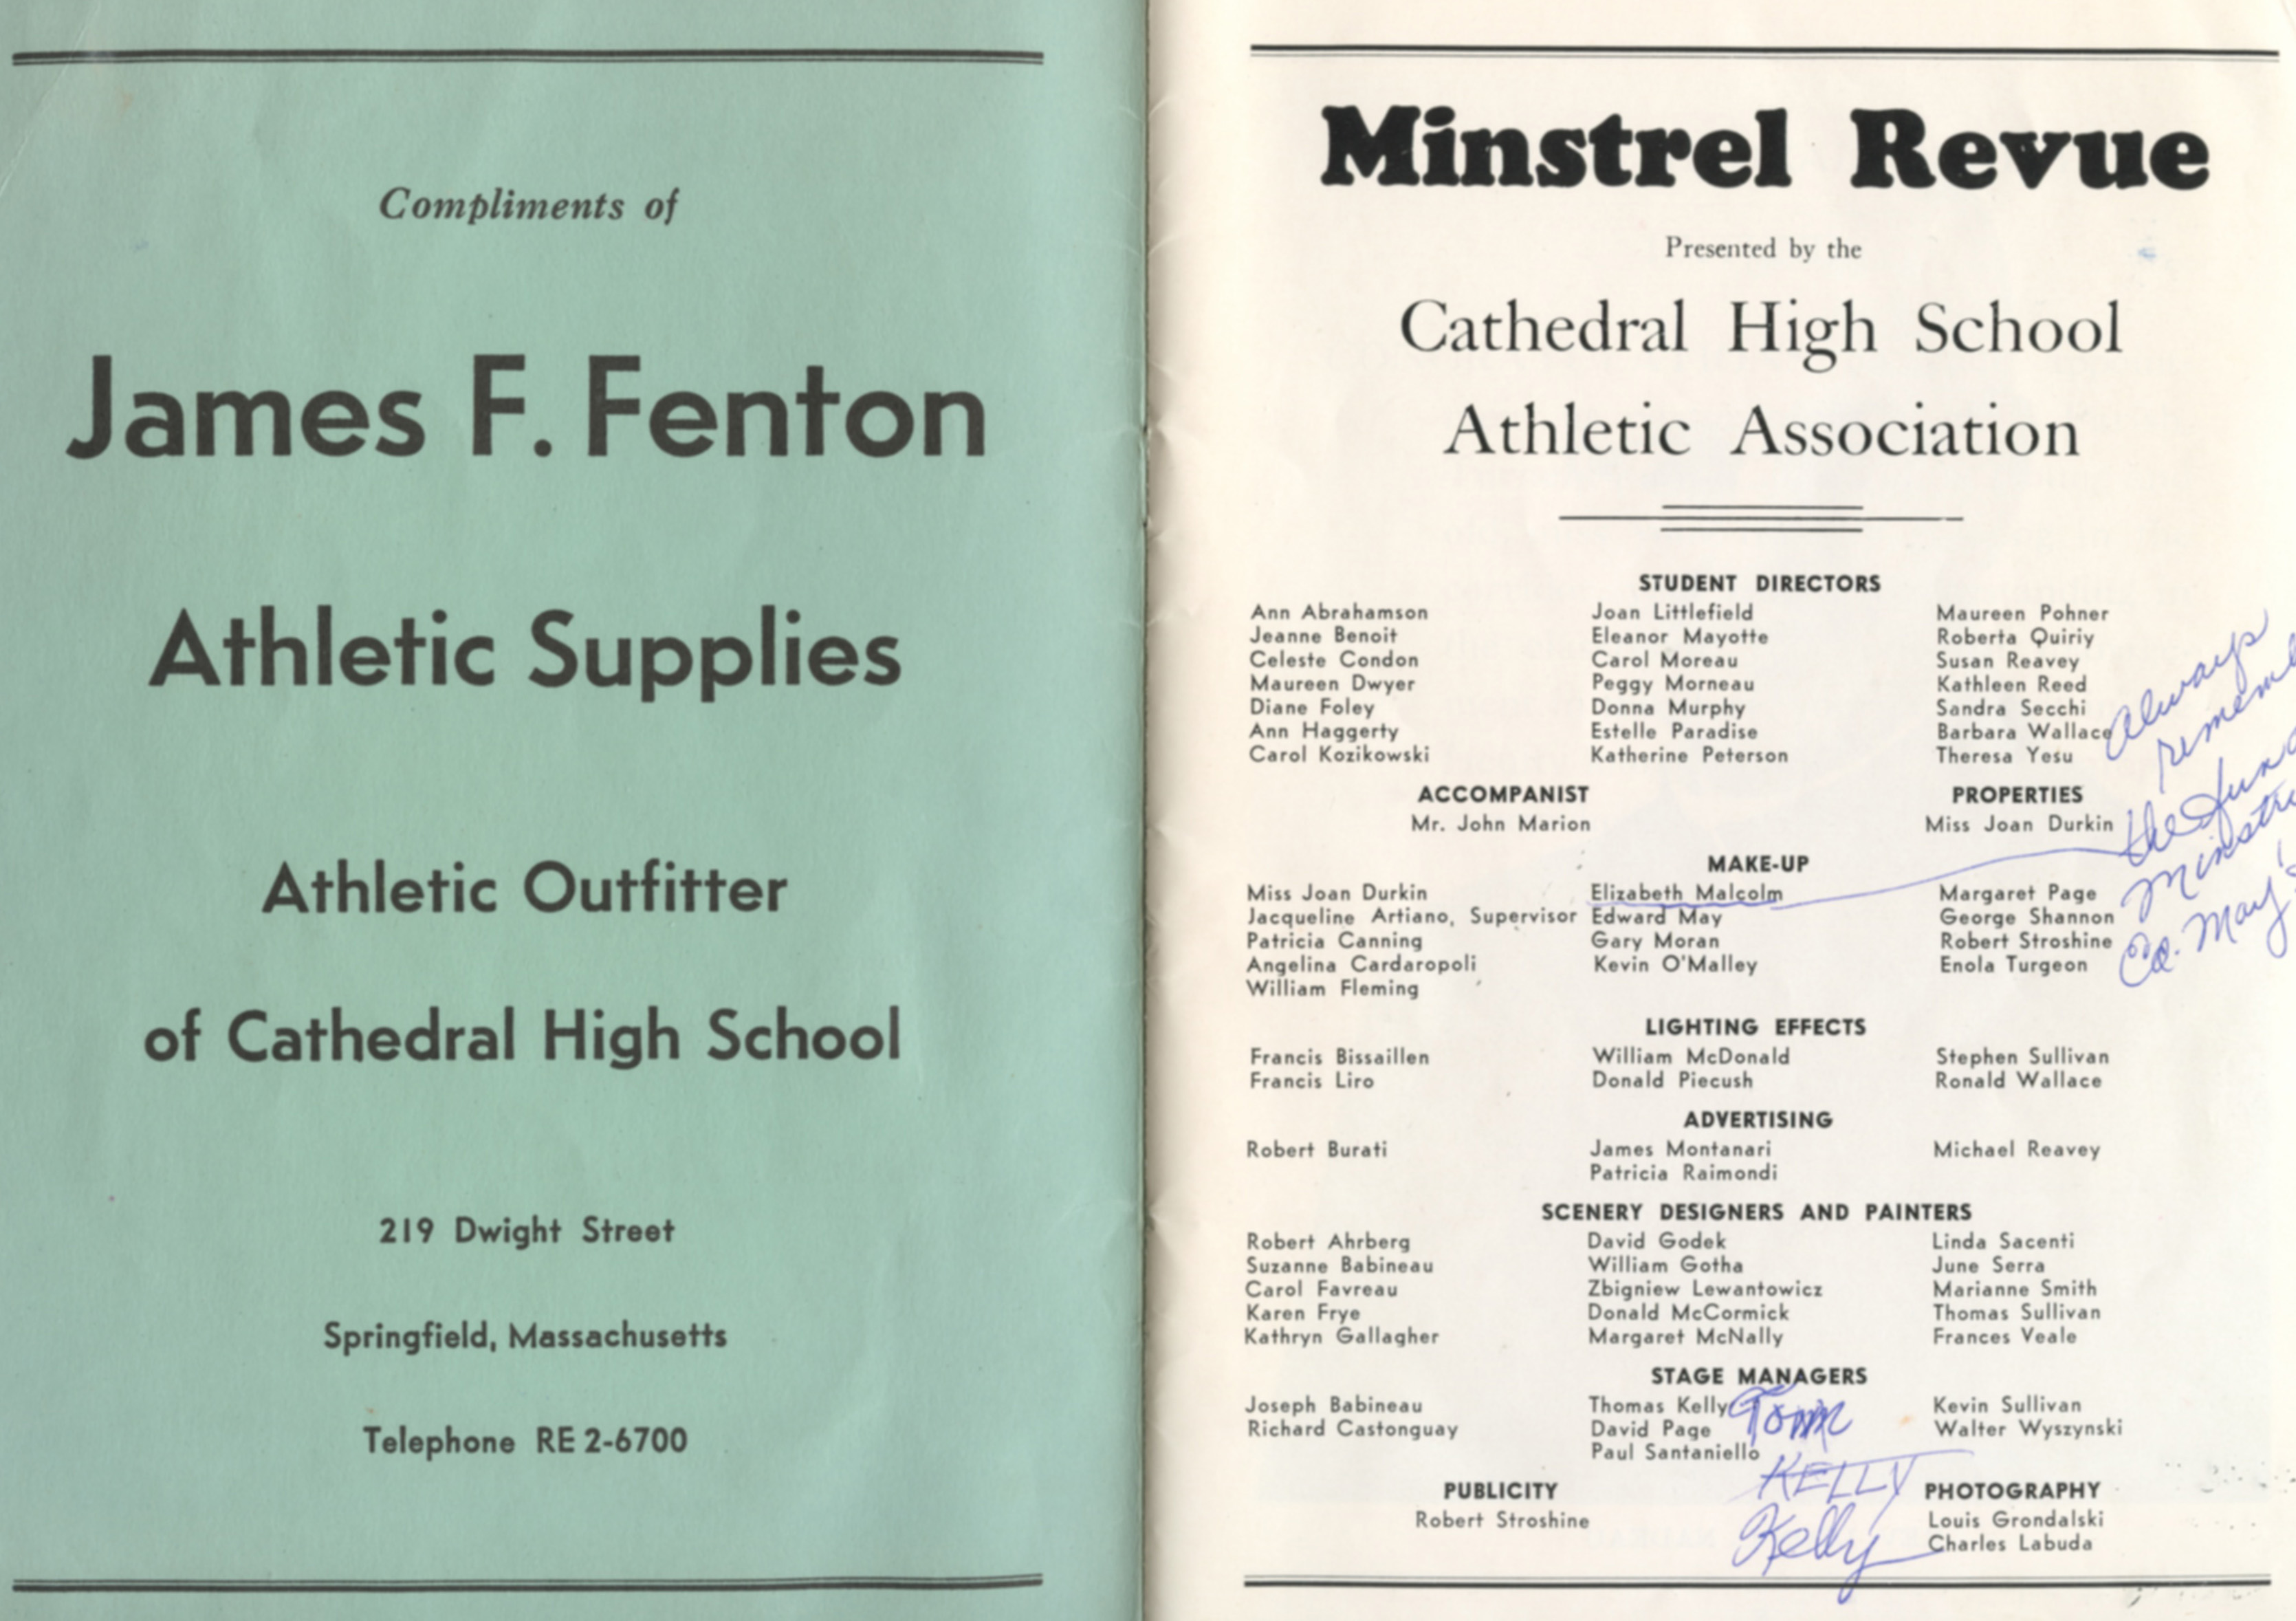 Compliments of
James F. Fenton
Athletic Supplies
Athletic Outfitter
of Cathedral High School
219 Dwight Street
Springfield, Massachusetts
Telephone RE 2-6700
Minstrel Revue
Presented by the
Cathedral High School
Athletic Association
STUDENT DIRECTORS
Ann Abrahamson Joan Littlefield Maureen Pohner
Jeanne Benoit Eleanor Mayotte Roberta Quiriy
Celeste Condon Carol Moreau Susan Reavey
Maureen Dwyer Peggy Morneau Kathleen Reed
Diane Foley Donna Murphy Sandra Secchi
Ann Haggerty Estelle Paradise Barbara Wallace
Carol Kozikowski Katherine Peterson Theresa Yesu
Always
the
Ed. May
ACCOMPANIST PROPERTIES
Mr. John Marion Miss Joan Durkin
MAKE-UP
Miss Joan Durkin Elizabeth Malcolm Margaret Page
Jacqueline Artiano, Supervisor Edward May George Shannon
Patricia Canning Gary Moran Robert Stroshine
Angelina Cardaropoli Kevin O'Malley Enola Turgeon
William Fleming
LIGHTING EFFECTS
Francis Bissaillen William McDonald Stephen Sullivan
Francis Liro Donald Piecush Ronald Wallace
ADVERTISING
Robert Burati James Montanari Michael Reavey
Patricia Raimondi
SCENERY DESIGNERS AND PAINTERS
Robert Ahrberg David Godek Linda Sacenti
Suzanne Babineau William Gotha June Serra
Carol Favreau Zbigniew Lewantowicz Marianne Smith
Karen Frye Donald McCormick Thomas Sullivan
Kathryn Gallagher Margaret McNally Frances Veale
STAGE MANAGERS
Joseph Babineau Thomas Kelly Tom Kevin Sullivan
Richard Castonguay David Page Walter Wyszynski
Paul Santaniello
KELLY
Kelly
PUBLICITY PHOTOGRAPHY
Robert Stroshine Louis Grondalski
Charles Labuda